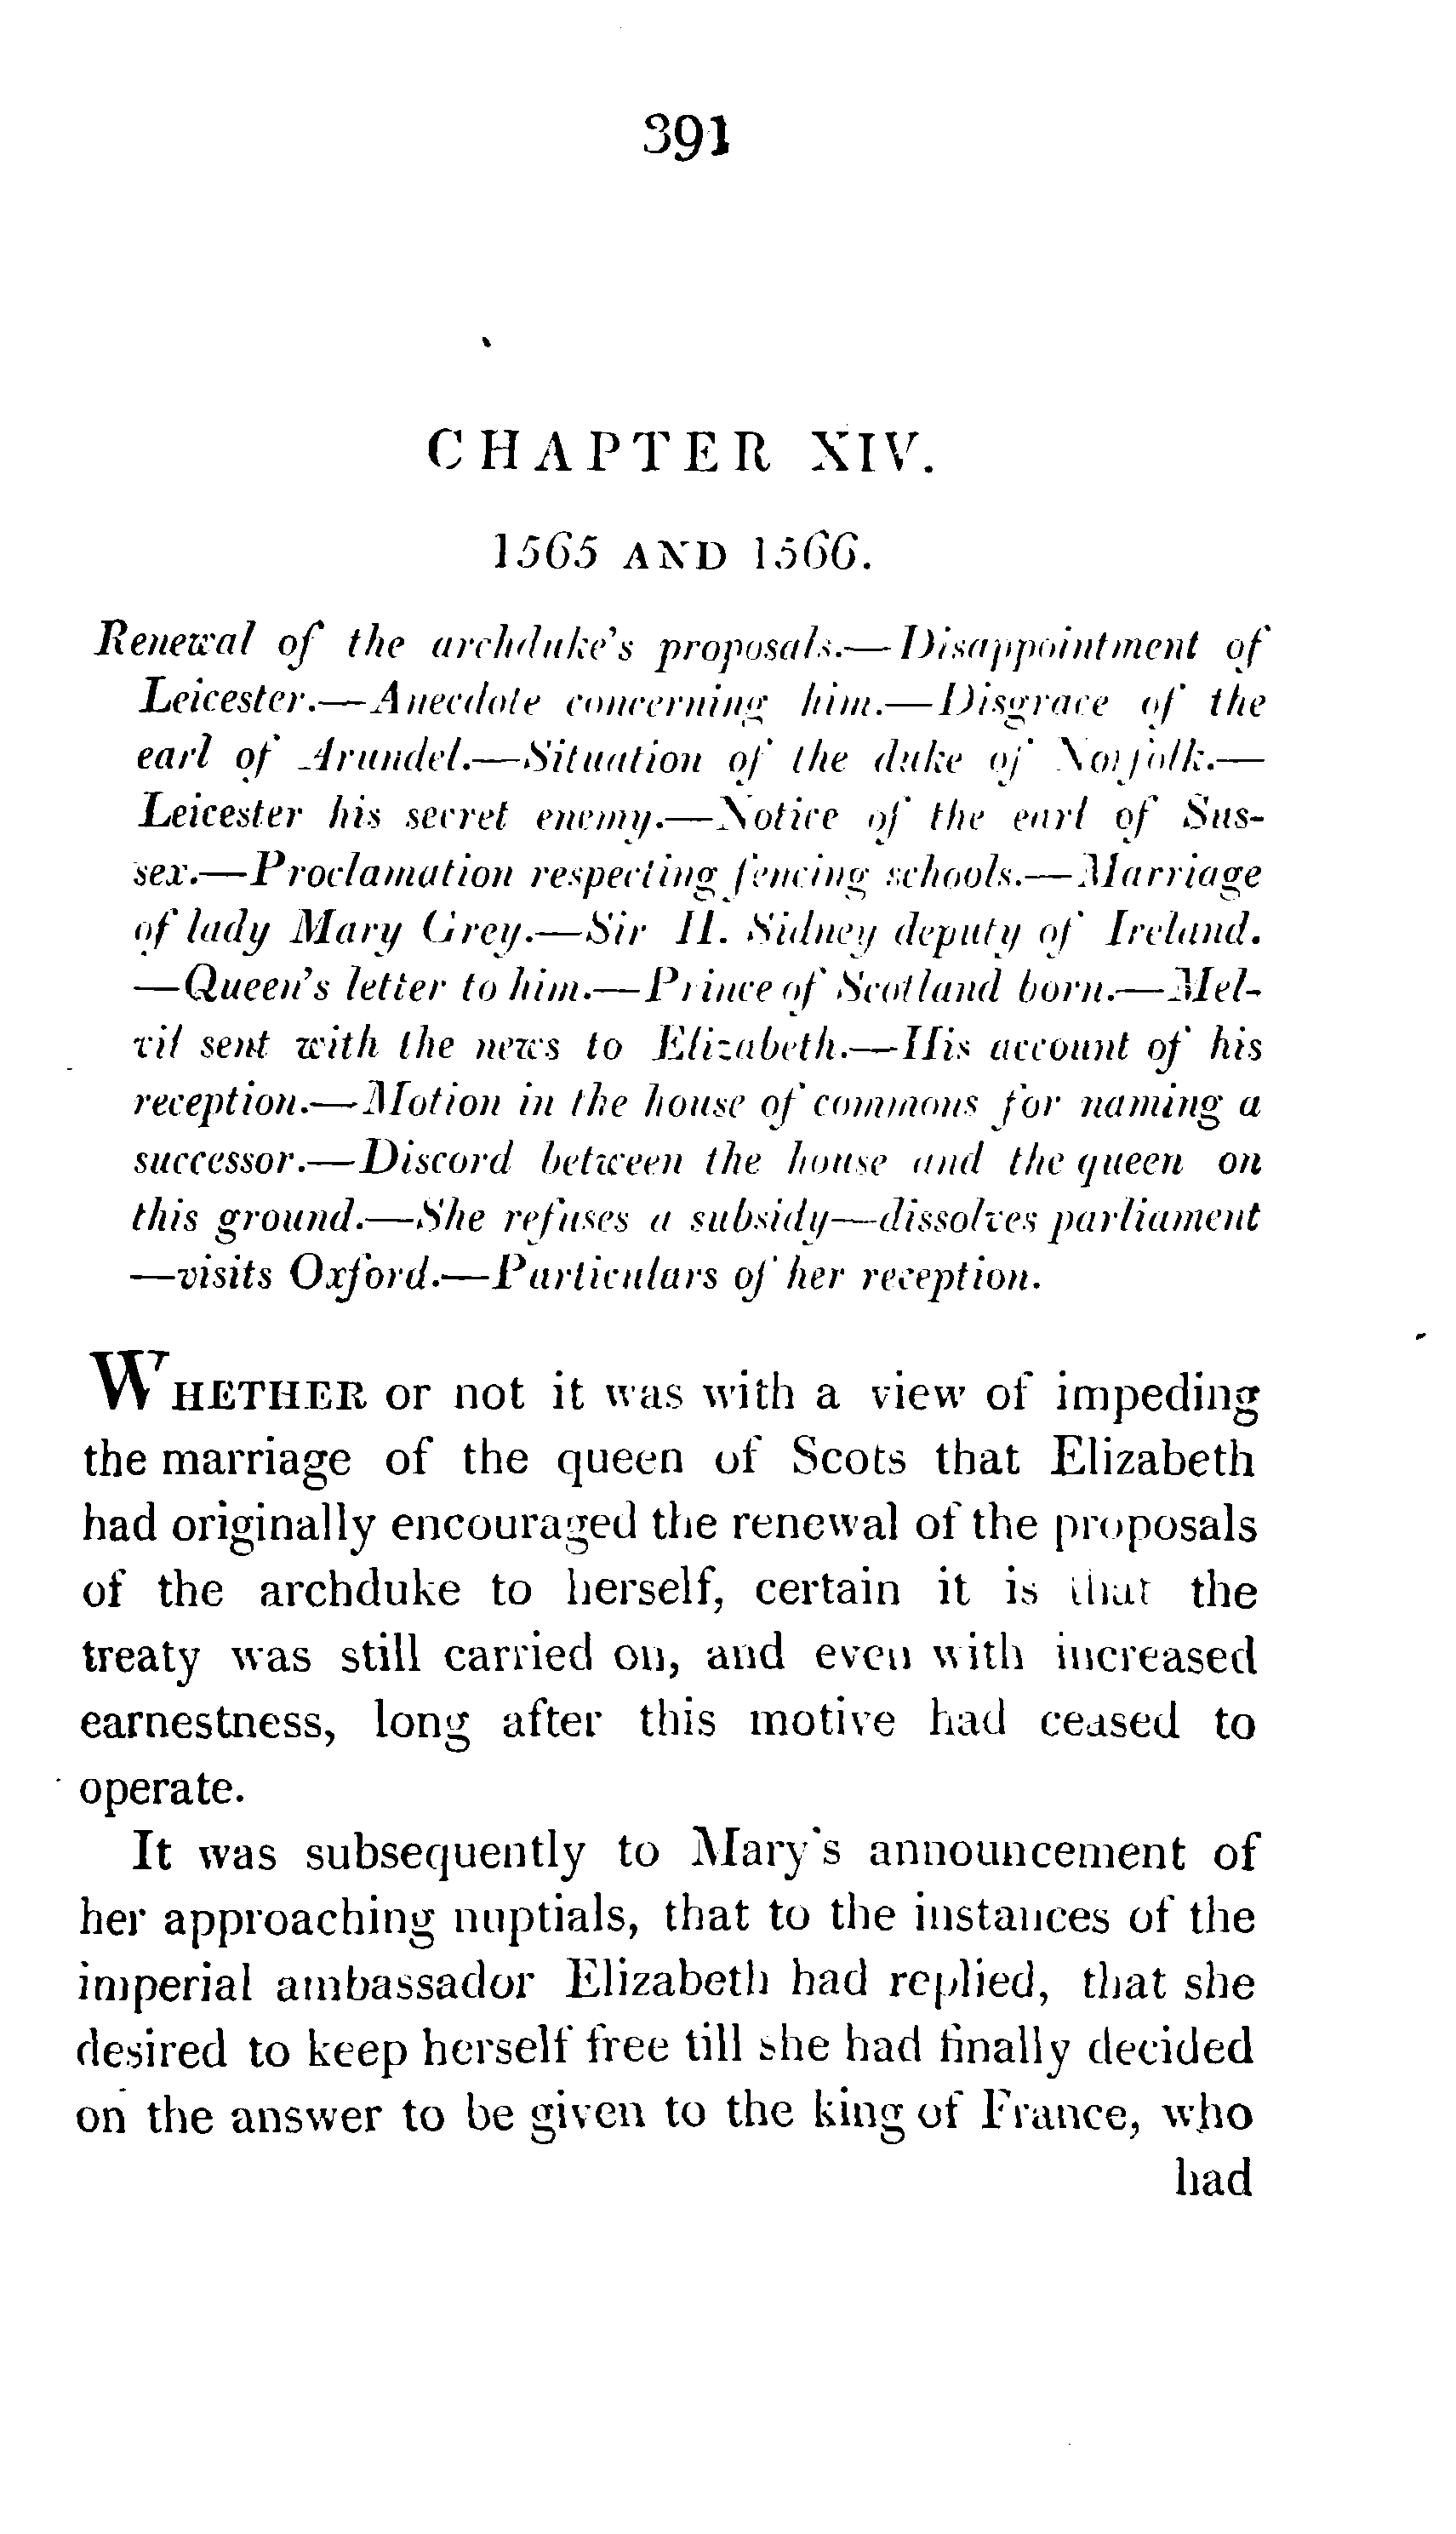 391
CHAPTER XIV.
1565 AND 1566.
Renewal of the archduke's proposals.—Disappointment of
Leicester.—Anecdote concerning him.—Disgrace of the
earl of Arundel.—Situation of the duke of Norfolk.—
Leicester his secret enemy.—Notice of the earl of Sus-
sex.—Proclamation respecting fencing schools.—Marriage
of lady Mary Grey.—Sir H. Sidney deputy of Ireland.
—Queen's letter to him.—Prince of Scotland born.—Mel-
vil sent with the news to Elizabeth.—His account of his
reception.—Motion in the house of commons for naming a
successor.—Discord between the house and the queen on
this ground.—She refuses a subsidy—dissolves parliament
—visits Oxford.—Particulars of her reception.
WHETHER or not it was with a view of impeding
the marriage of the queen of Scots that Elizabeth
had originally encouraged the renewal of the proposals
of the archduke to herself, certain it is that the
treaty was still carried on, and even with increased
earnestness, long after this motive had ceased to
operate.
It was subsequently to Mary's announcement of
her approaching nuptials, that to the instances of the
imperial ambassador Elizabeth had replied, that she
desired to keep herself free till she had finally decided
on the answer to be given to the king of France, who
had